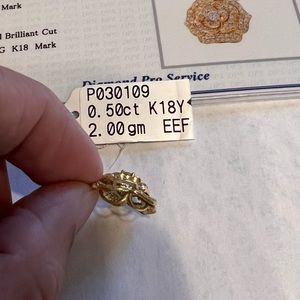 Mark
Brilliant Cut
G K18 Mark
Diamond Pro Service
P030109
0.50ct K18Y
2.00gm EEF